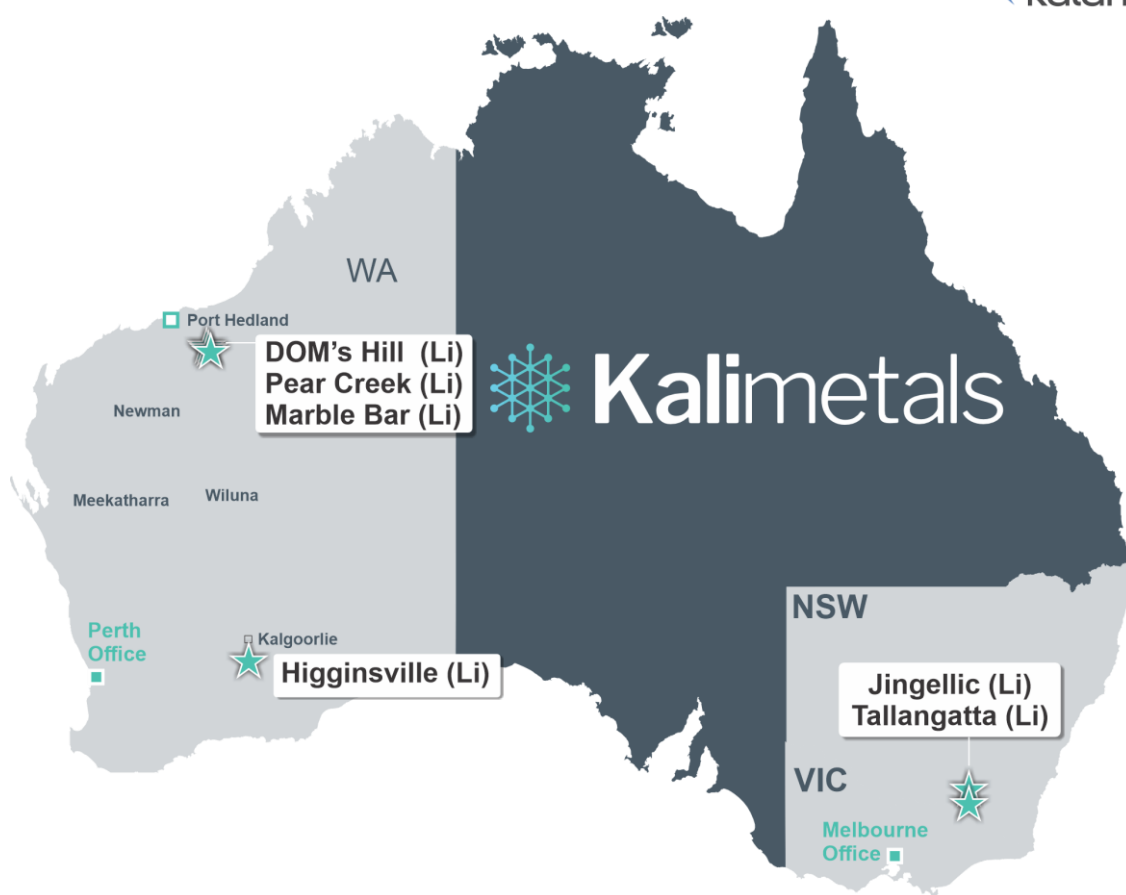 WA
Port Hedland
DOM's Hill (Li)
Pear Creek (Li)
Marble Bar (Li)
Kalimetals
Newman
Meekatharra
Wiluna
Perth
Office
Kalgoorlie
Higginsville (Li)
NSW
Jingellic (Li)
Tallangatta (Li)
VIC
Melbourne
Office